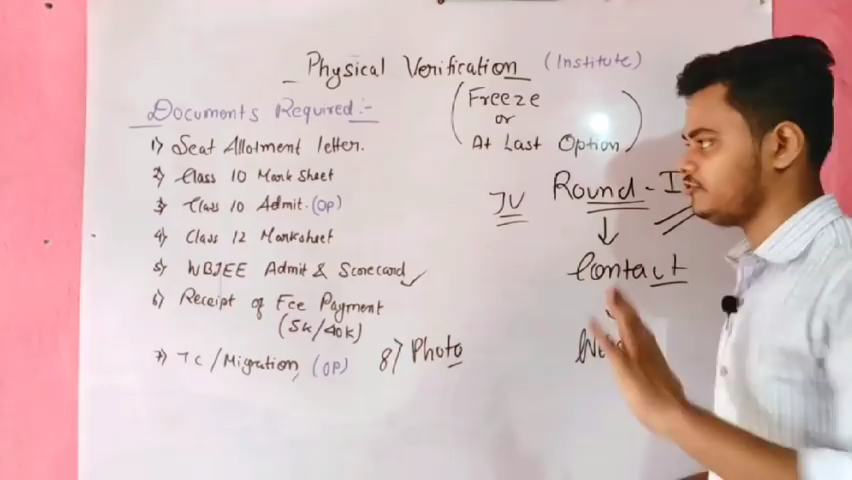 Physical Verification (Institute)
Documents Required :-
(Freeze
or
At Last Option)
1) Seat Allotment letter.
2) Class 10 Mark Sheet
3) Class 10 Admit. (OP)
4) Class 12 Marksheet
5) WBJEE Admit & Scorecard ✓
6) Receipt of Fee Payment
(5k/40k)
7) TC/Migration, (OP)
8) Photo
JU
Round - I
↓
Contact